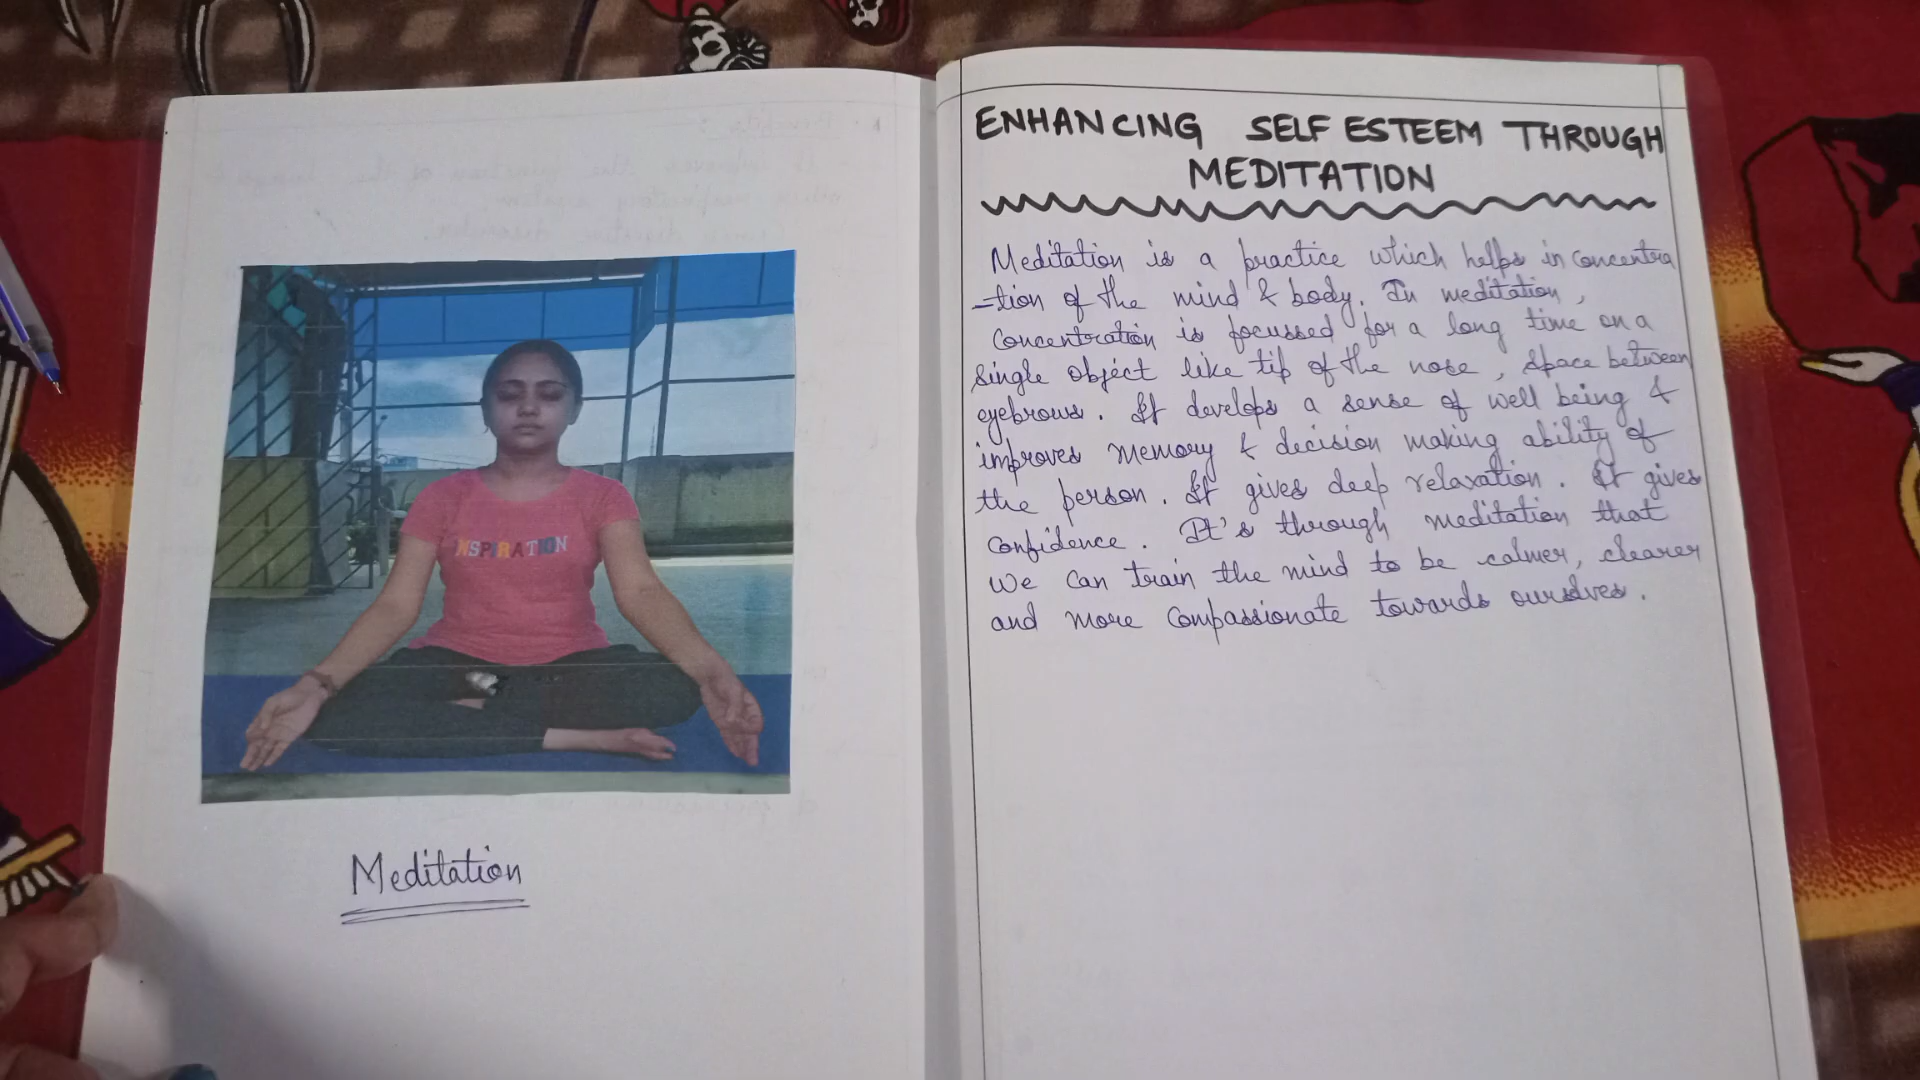 NSPIRATION
Meditation
ENHANCING SELF ESTEEM THROUGH
MEDITATION
Meditation is a practice which helps in concentra
-tion of the mind & body. In meditation,
Concentration is focussed for a long time on a
single object like tip of the nose, space between
eyebrows. It develops a sense of well being &
improves memory & decision making ability of
the person. It gives deep relaxation. It gives
confidence. It's through meditation that
we can train the mind to be calmer, clearer
and more compassionate towards ourselves.